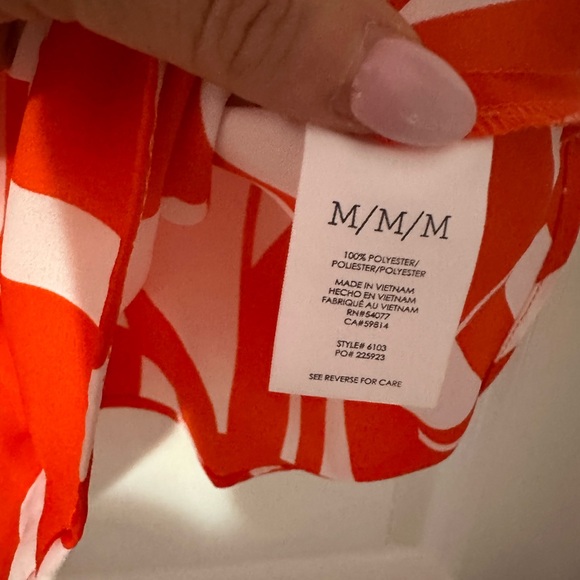 M/M/M
100% POLYESTER/
POLIESTER/POLYESTER
MADE IN VIETNAM
HECHO EN VIETNAM
FABRIQUÉ AU VIETNAM
RN#54077
CA#59814
STYLE# 6103
PO# 225923
SEE REVERSE FOR CARE